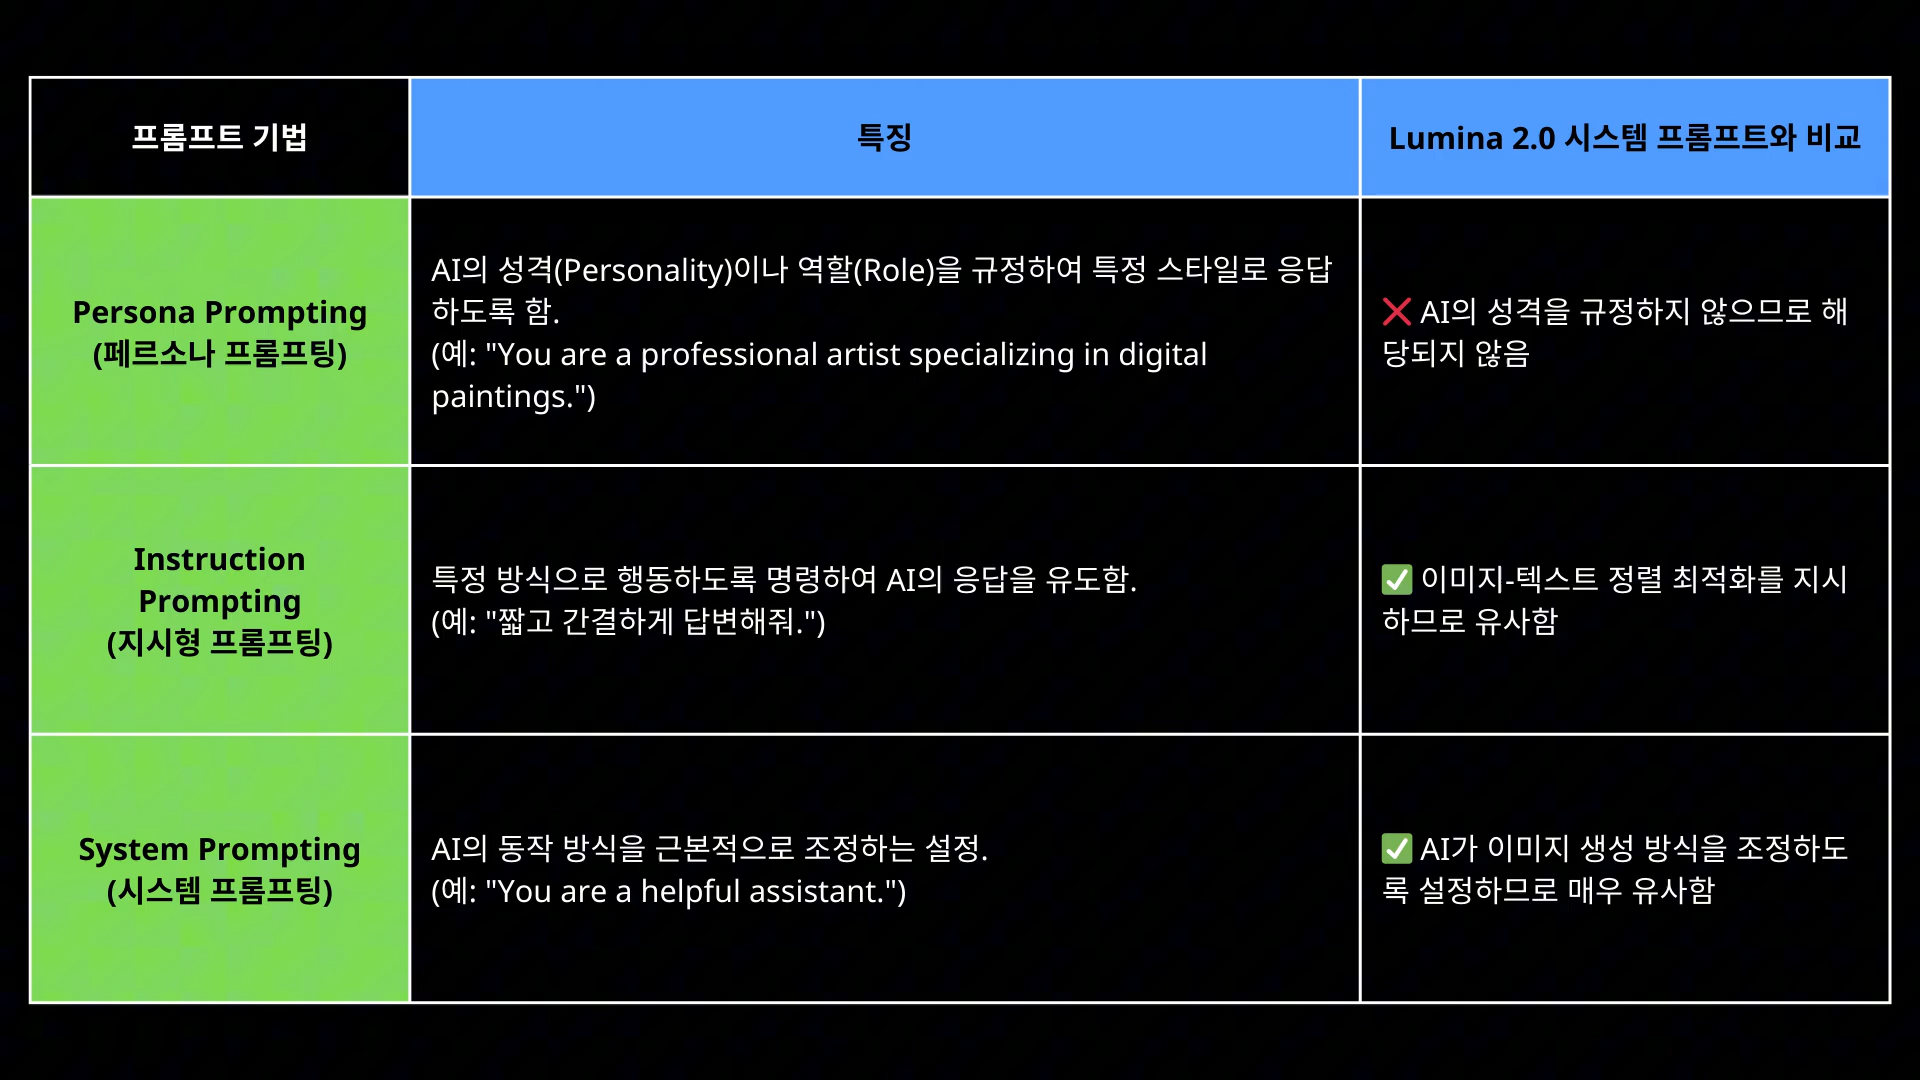 프롬프트 기법
특징
Lumina 2.0 시스템 프롬프트와 비교
Persona Prompting
(페르소나 프롬프팅)
AI의 성격(Personality)이나 역할(Role)을 규정하여 특정 스타일로 응답
하도록 함.
(예: "You are a professional artist specializing in digital
paintings.")
❌ AI의 성격을 규정하지 않으므로 해
당되지 않음
Instruction
Prompting
(지시형 프롬프팅)
특정 방식으로 행동하도록 명령하여 AI의 응답을 유도함.
(예: "짧고 간결하게 답변해줘.")
✅ 이미지-텍스트 정렬 최적화를 지시
하므로 유사함
System Prompting
(시스템 프롬프팅)
AI의 동작 방식을 근본적으로 조정하는 설정.
(예: "You are a helpful assistant.")
✅ AI가 이미지 생성 방식을 조정하도
록 설정하므로 매우 유사함